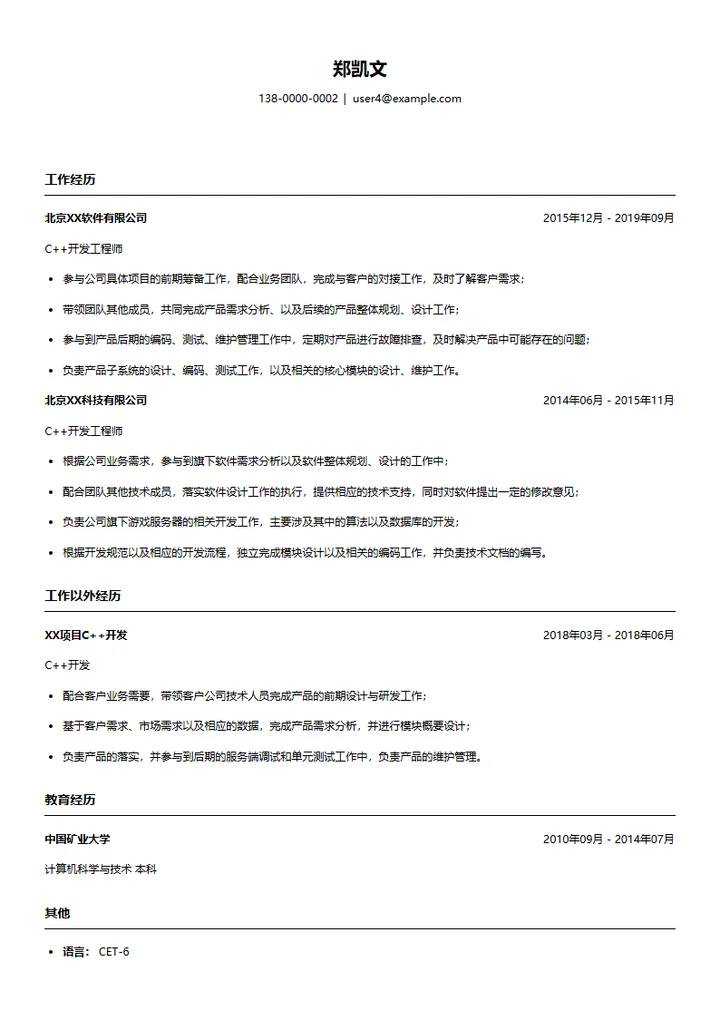 郑凯文
138-0000-0002 | user4@example.com
工作经历
北京XX软件有限公司 2015年12月 - 2019年09月
C++开发工程师
• 参与公司具体项目的前期筹备工作，配合业务团队，完成与客户的对接工作，及时了解客户需求；
• 带领团队其他成员，共同完成产品需求分析、以及后续的产品整体规划、设计工作；
• 参与到产品后期的编码、测试、维护管理工作中，定期对产品进行故障排查，及时解决产品中可能存在的问题；
• 负责产品子系统的设计、编码、测试工作，以及相关的核心模块的设计、维护工作。
北京XX科技有限公司 2014年06月 - 2015年11月
C++开发工程师
• 根据公司业务需求，参与到旗下软件需求分析以及软件整体规划、设计的工作中；
• 配合团队其他技术成员，落实软件设计工作的执行，提供相应的技术支持，同时对软件提出一定的修改意见；
• 负责公司旗下游戏服务器的相关开发工作，主要涉及其中的算法以及数据库的开发；
• 根据开发规范以及相应的开发流程，独立完成模块设计以及相关的编码工作，并负责技术文档的编写。
工作以外经历
XX项目C++开发 2018年03月 - 2018年06月
C++开发
• 配合客户业务需要，带领客户公司技术人员完成产品的前期设计与研发工作；
• 基于客户需求、市场需求以及相应的数据，完成产品需求分析，并进行模块概要设计；
• 负责产品的落实，并参与到后期的服务端调试和单元测试工作中，负责产品的维护管理。
教育经历
中国矿业大学 2010年09月 - 2014年07月
计算机科学与技术 本科
其他
• 语言： CET-6